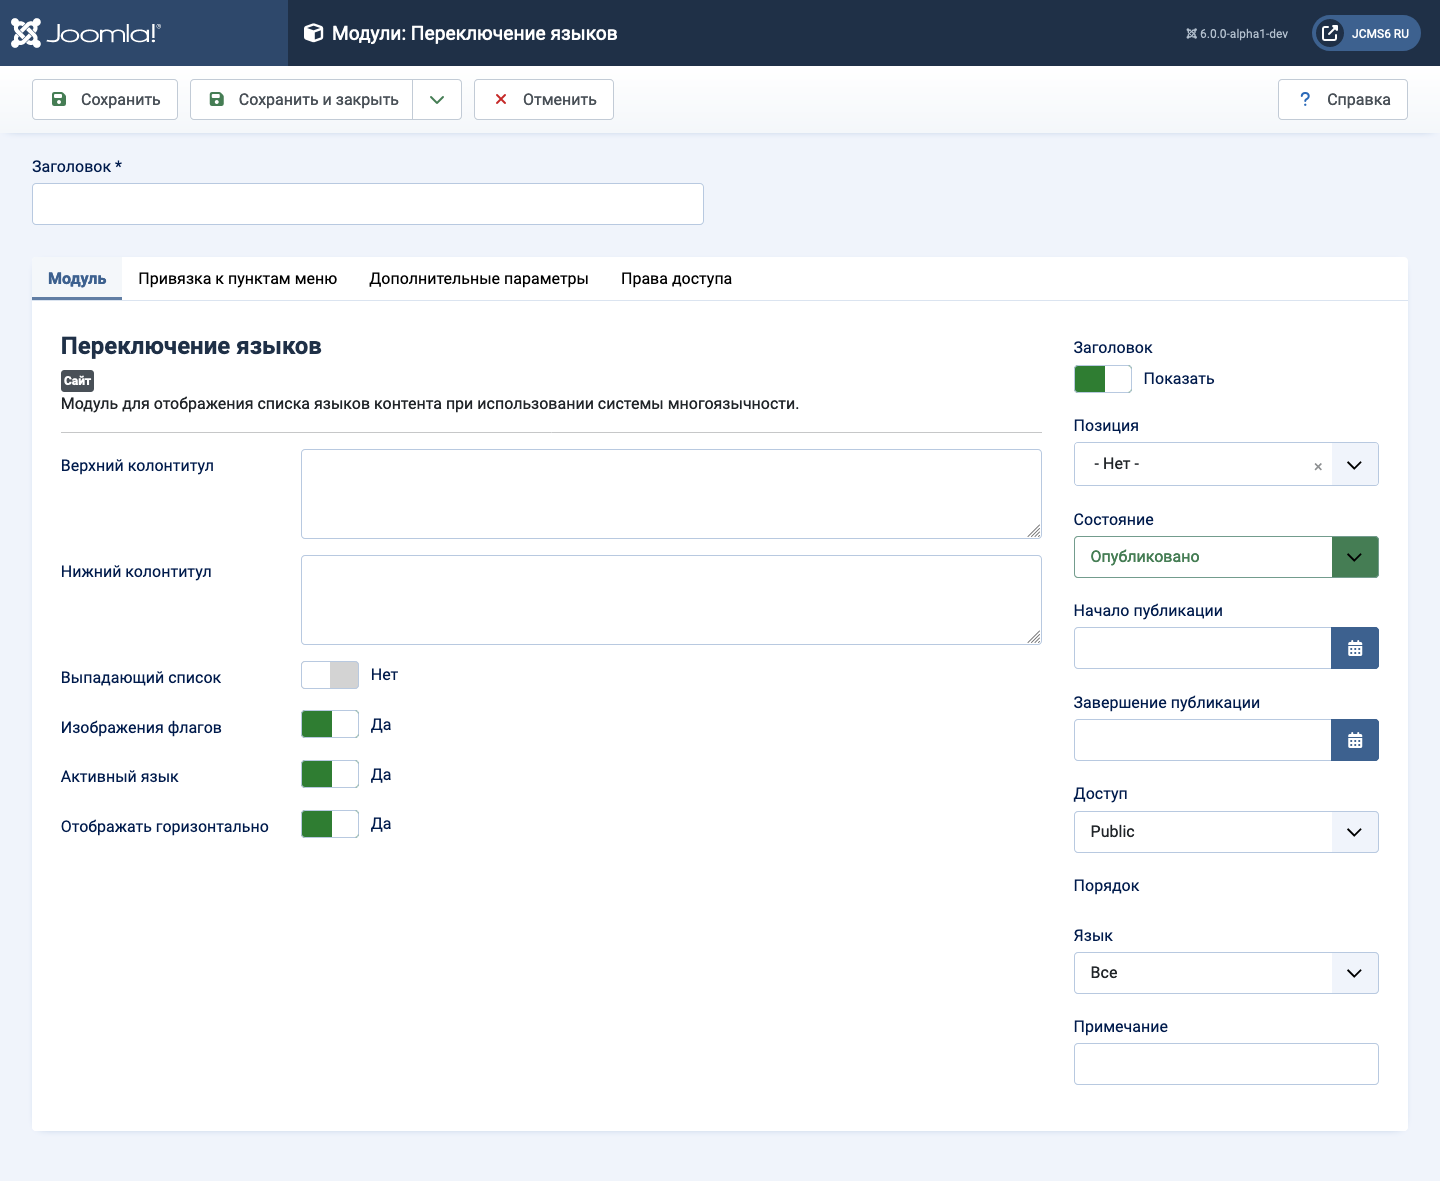 Joomla!®
Модули: Переключение языков
6.0.0-alpha1-dev
JCMS6 RU
Сохранить
Сохранить и закрыть
Отменить
? Справка
Заголовок *
Модуль
Привязка к пунктам меню
Дополнительные параметры
Права доступа
Переключение языков
Сайт
Модуль для отображения списка языков контента при использовании системы многоязычности.
Верхний колонтитул
Нижний колонтитул
Выпадающий список
Нет
Изображения флагов
Да
Активный язык
Да
Отображать горизонтально
Да
Заголовок
Показать
Позиция
- Нет - ×
Состояние
Опубликовано
Начало публикации
Завершение публикации
Доступ
Public
Порядок
Язык
Все
Примечание